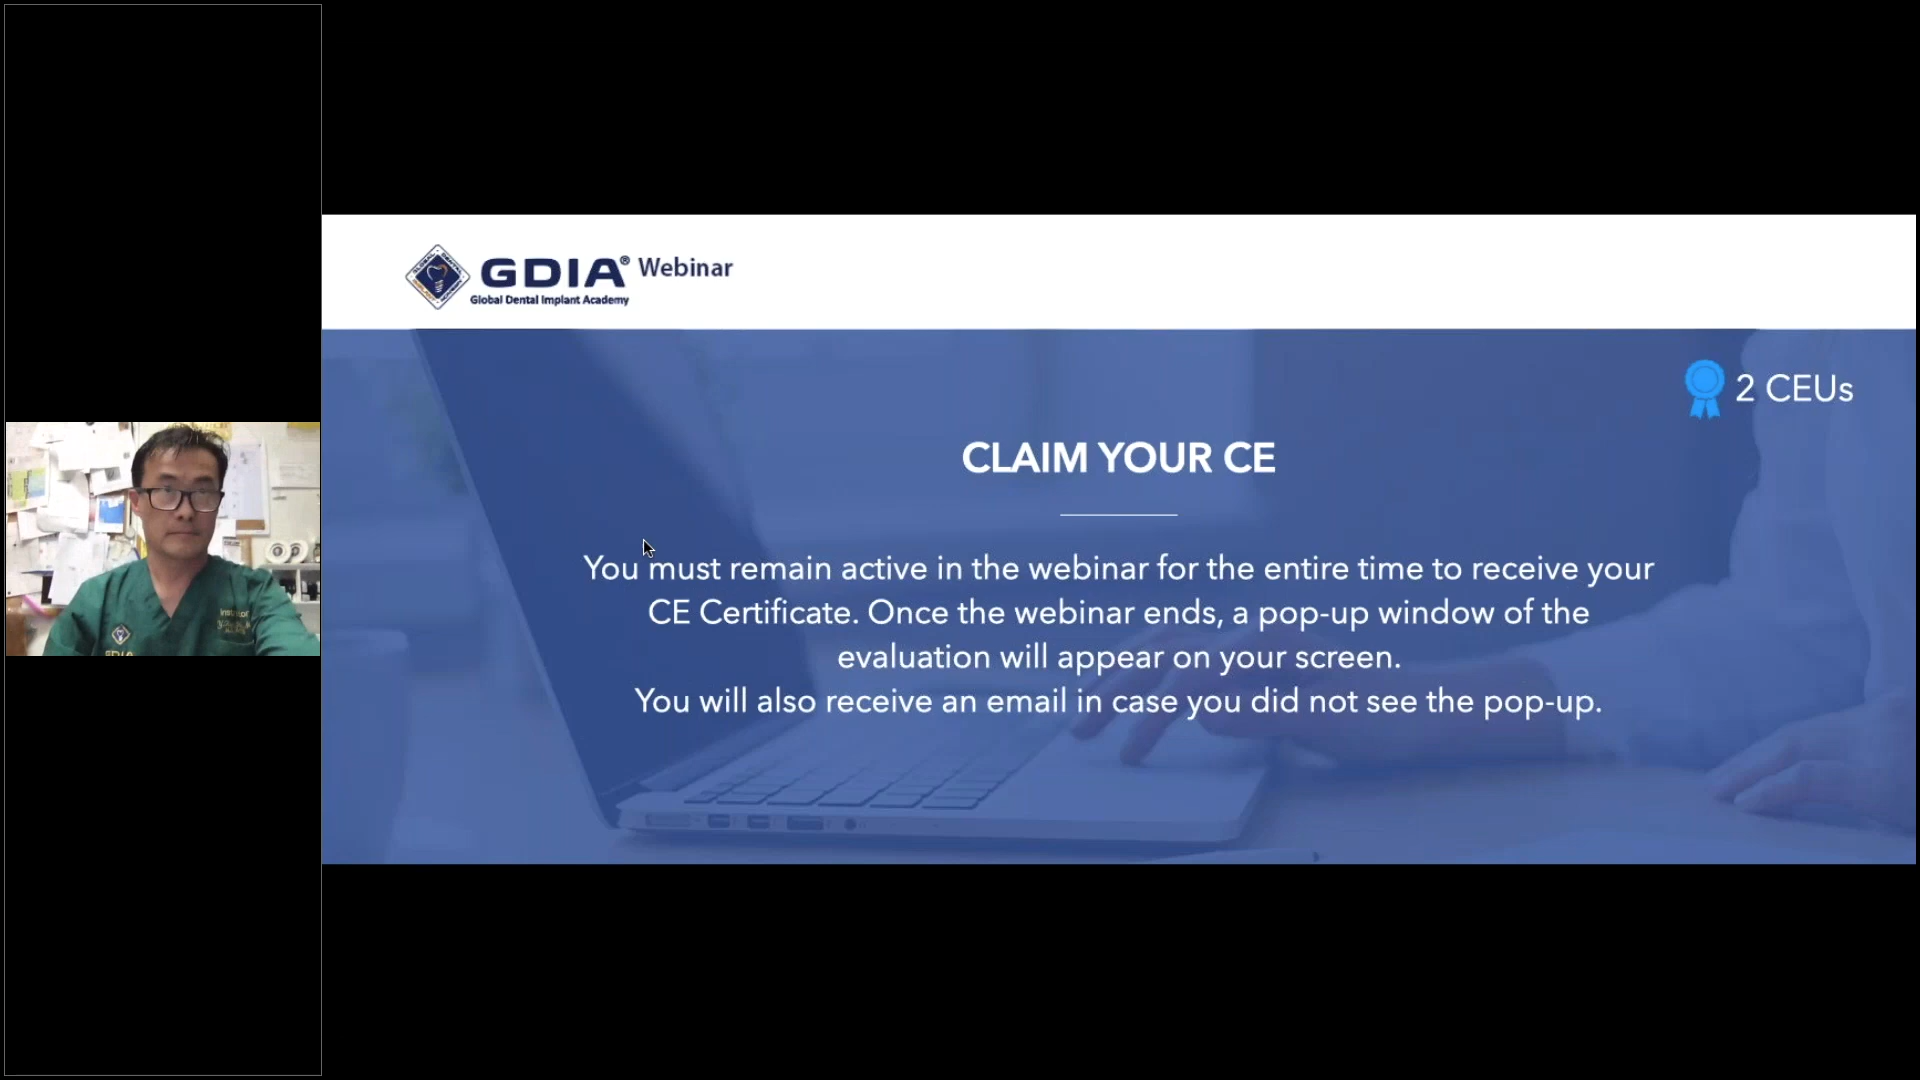 GDIA® Webinar
Global Dental Implant Academy
2 CEUs
CLAIM YOUR CE
You must remain active in the webinar for the entire time to receive your
CE Certificate. Once the webinar ends, a pop-up window of the
evaluation will appear on your screen.
You will also receive an email in case you did not see the pop-up.